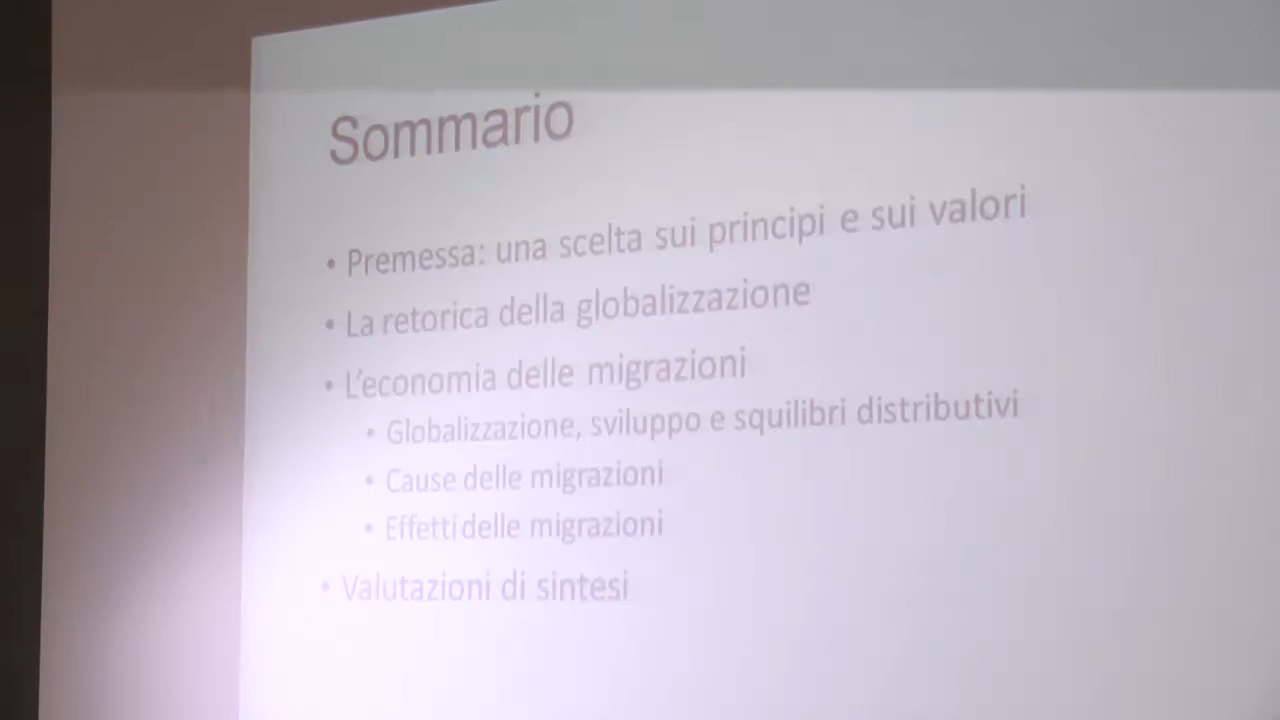 Sommario
• Premessa: una scelta sui principi e sui valori
• La retorica della globalizzazione
• L'economia delle migrazioni
• Globalizzazione, sviluppo e squilibri distributivi
• Cause delle migrazioni
• Effetti delle migrazioni
• Valutazioni di sintesi